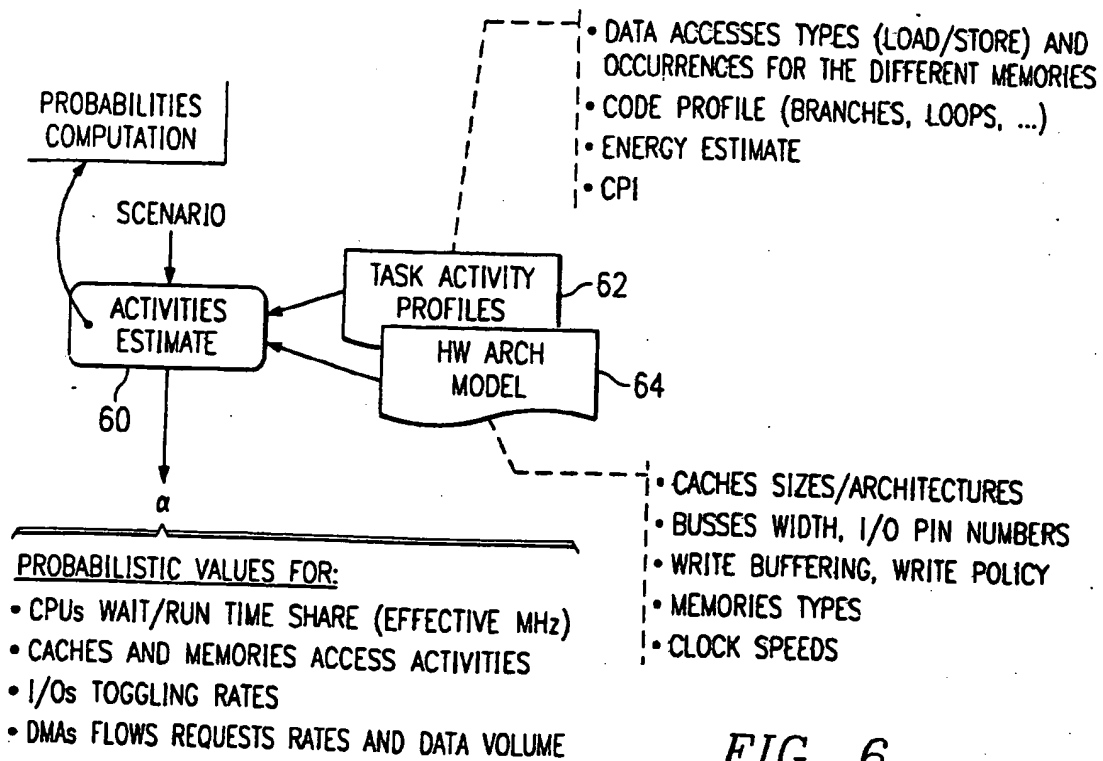 • DATA ACCESSES TYPES (LOAD/STORE) AND
OCCURRENCES FOR THE DIFFERENT MEMORIES
• CODE PROFILE (BRANCHES, LOOPS, ...)
• ENERGY ESTIMATE
• CPI
PROBABILITIES
COMPUTATION
SCENARIO
ACTIVITIES
ESTIMATE
60
TASK ACTIVITY
PROFILES
62
HW ARCH
MODEL
64
α
PROBABILISTIC VALUES FOR:
• CPUs WAIT/RUN TIME SHARE (EFFECTIVE MHz)
• CACHES AND MEMORIES ACCESS ACTIVITIES
• I/Os TOGGLING RATES
• DMAs FLOWS REQUESTS RATES AND DATA VOLUME
• CACHES SIZES/ARCHITECTURES
• BUSSES WIDTH, I/O PIN NUMBERS
• WRITE BUFFERING, WRITE POLICY
• MEMORIES TYPES
• CLOCK SPEEDS
FIG. 6